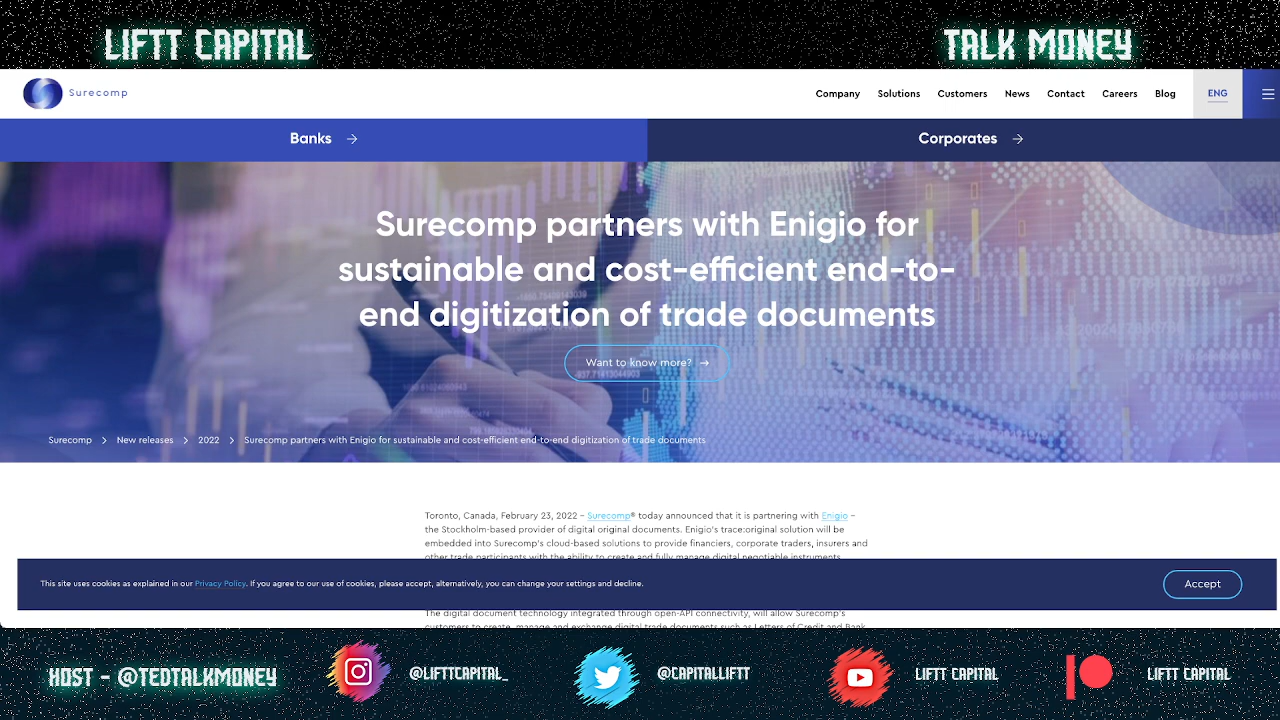 LIFTT CAPITAL
TALK MONEY
Surecomp
Company Solutions Customers News Contact Careers Blog ENG
Banks →
Corporates →
Surecomp partners with Enigio for
sustainable and cost-efficient end-to-
end digitization of trade documents
Want to know more? →
Surecomp > New releases > 2022 > Surecomp partners with Enigio for sustainable and cost-efficient end-to-end digitization of trade documents
Toronto, Canada, February 23, 2022 – Surecomp® today announced that it is partnering with Enigio –
the Stockholm-based provider of digital original documents. Enigio's trace:original solution will be
embedded into Surecomp's cloud-based solutions to provide financiers, corporate traders, insurers and
other trade participants with the ability to create and fully manage digital negotiable instruments
This site uses cookies as explained in our Privacy Policy. If you agree to our use of cookies, please accept, alternatively, you can change your settings and decline.
Accept
The digital document technology integrated through open-API connectivity, will allow Surecomp's
customers to create, manage and exchange digital trade documents such as Letters of Credit and Bank
HOST - @TEDTALKMONEY
@LIFTTCAPITAL_
@CAPITALLIFTT
LIFTT CAPITAL
LIFTT CAPITAL